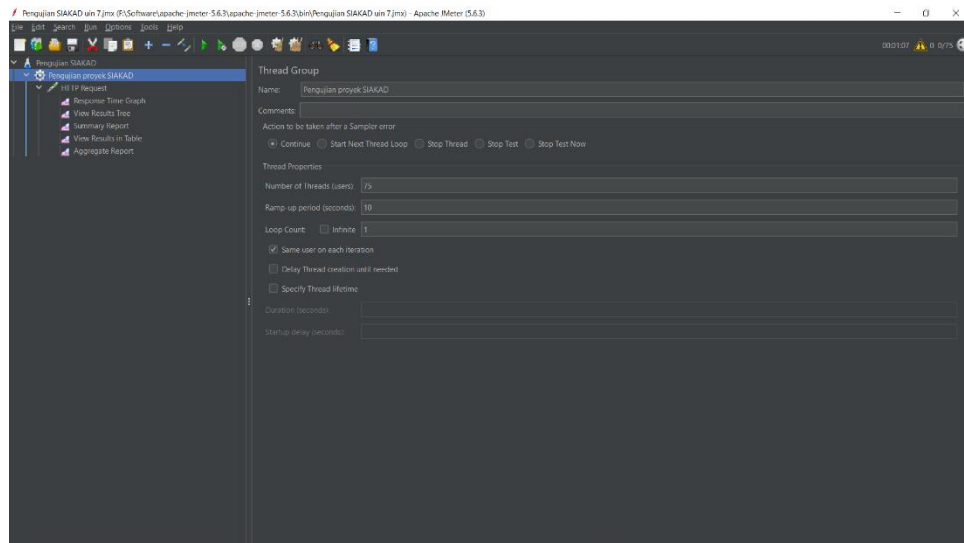 Pengujian SIAKAD uin 7.jmx (F:\Software\apache-jmeter-5.6.3\apache-jmeter-5.6.3\bin\Pengujian SIAKAD uin 7.jmx) - Apache JMeter (5.6.3)
File Edit Search Run Options Tools Help
00:01:07 0 0/75
Pengujian SIAKAD
Pengujian proyek SIAKAD
HTTP Request
Response Time Graph
View Results Tree
Summary Report
View Results in Table
Aggregate Report
Thread Group
Name: Pengujian proyek SIAKAD
Comments:
Action to be taken after a Sampler error
Continue Start Next Thread Loop Stop Thread Stop Test Stop Test Now
Thread Properties
Number of Threads (users): 75
Ramp-up period (seconds): 10
Loop Count: Infinite 1
Same user on each iteration
Delay Thread creation until needed
Specify Thread lifetime
Duration (seconds):
Startup delay (seconds):